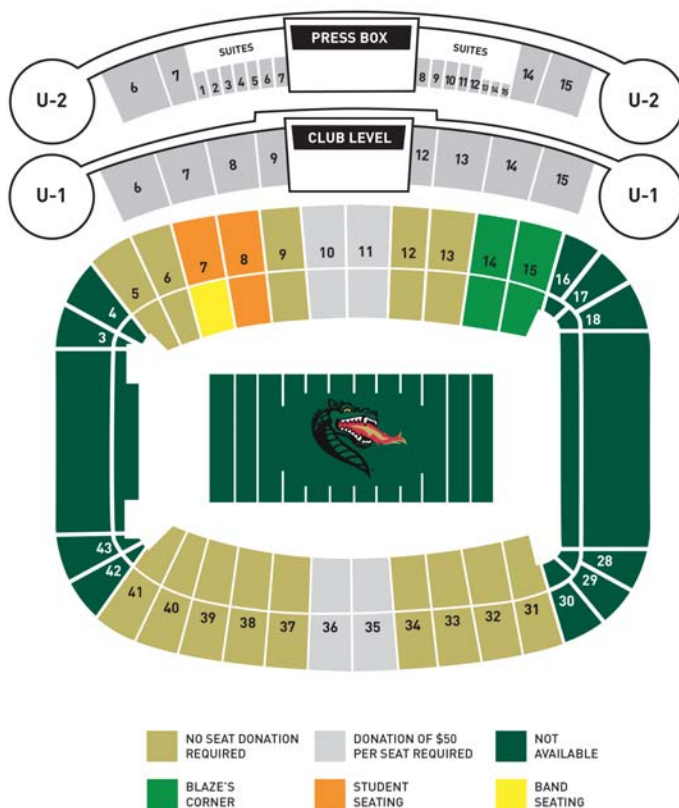 PRESS BOX
SUITES
SUITES
6
7
1 2 3 4 5 6 7
8 9 10 11 12 13 14 15
14
15
U-2
U-2
CLUB LEVEL
6
7
8
9
12
13
14
15
U-1
U-1
3
4
5
6
7
8
9
10
11
12
13
14
15
16
17
18
43
42
41
40
39
38
37
36
35
34
33
32
31
30
29
28
NO SEAT DONATION
REQUIRED
DONATION OF $50
PER SEAT REQUIRED
NOT
AVAILABLE
BLAZE'S
CORNER
STUDENT
SEATING
BAND
SEATING